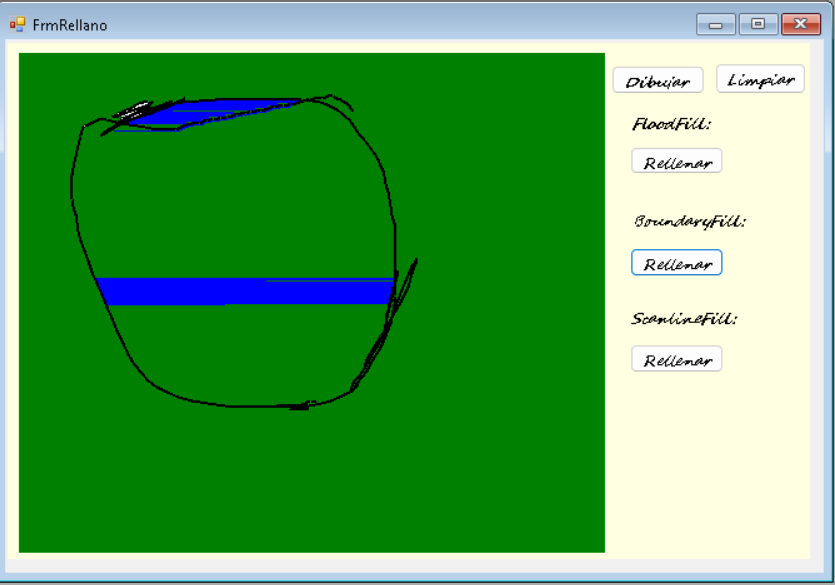 FrmRellano
Dibujar
Limpiar
FloodFill:
Rellenar
BoundaryFill:
Rellenar
ScanlineFill:
Rellenar